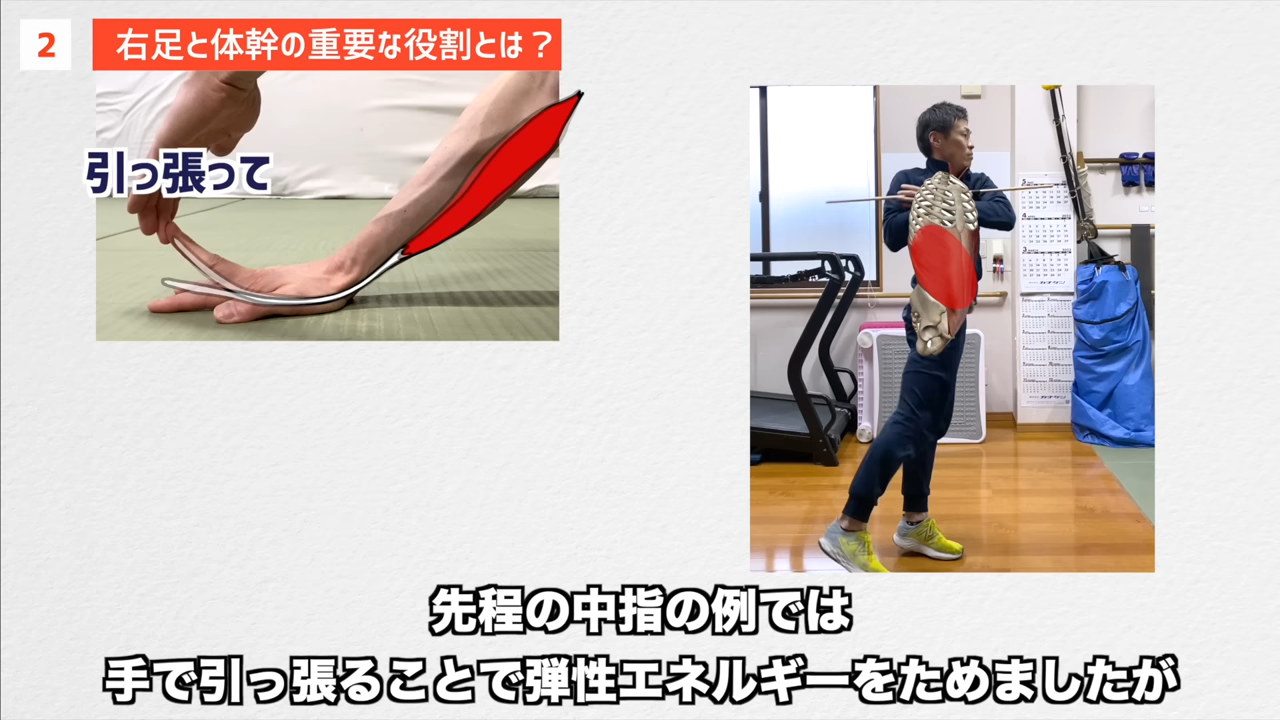 2
右足と体幹の重要な役割とは？
引っ張って
先程の中指の例では
手で引っ張ることで弾性エネルギーをためましたが